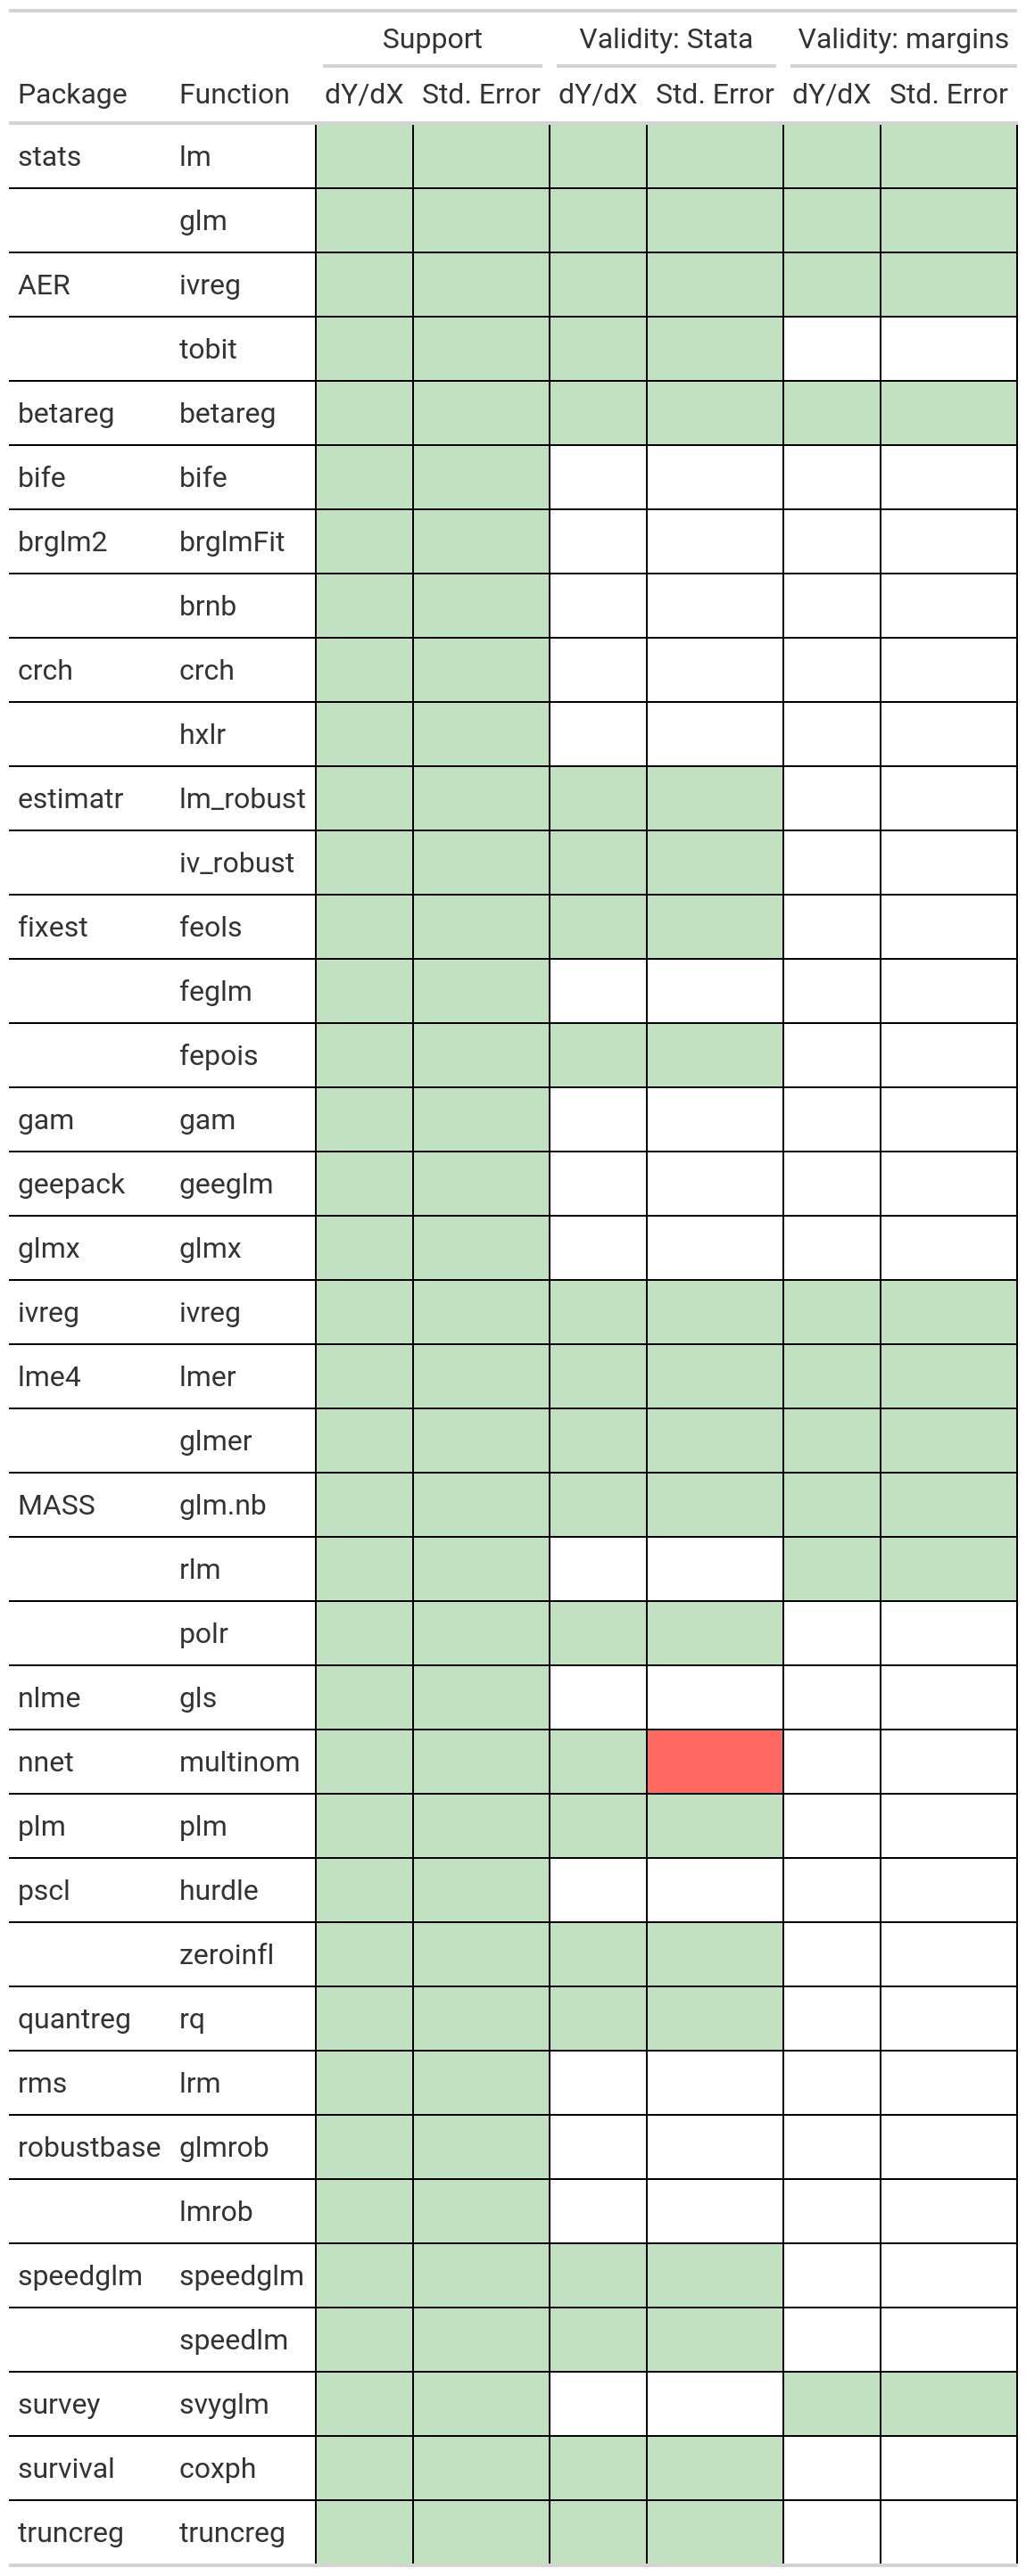 Support Validity: Stata Validity: margins
Package Function dY/dX Std. Error dY/dX Std. Error dY/dX Std. Error
stats lm
glm
AER ivreg
tobit
betareg betareg
bife bife
brglm2 brglmFit
brnb
crch crch
hxlr
estimatr lm_robust
iv_robust
fixest feols
feglm
fepois
gam gam
geepack geeglm
glmx glmx
ivreg ivreg
lme4 lmer
glmer
MASS glm.nb
rlm
polr
nlme gls
nnet multinom
plm plm
pscl hurdle
zeroinfl
quantreg rq
rms lrm
robustbase glmrob
lmrob
speedglm speedglm
speedlm
survey svyglm
survival coxph
truncreg truncreg